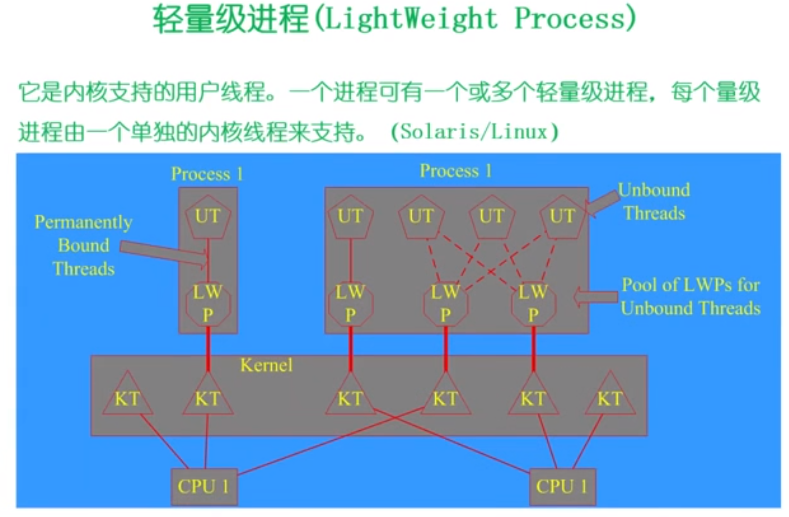 轻量级进程(LightWeight Process)
它是内核支持的用户线程。一个进程可有一个或多个轻量级进程，每个量级
进程由一个单独的内核线程来支持。（Solaris/Linux）
Process 1
Process 1
Unbound
Threads
UT
UT
UT
UT
UT
Permanently
Bound
Threads
LW
P
LW
P
LW
P
LW
P
Pool of LWPs for
Unbound Threads
Kernel
KT
KT
KT
KT
KT
KT
CPU 1
CPU 1